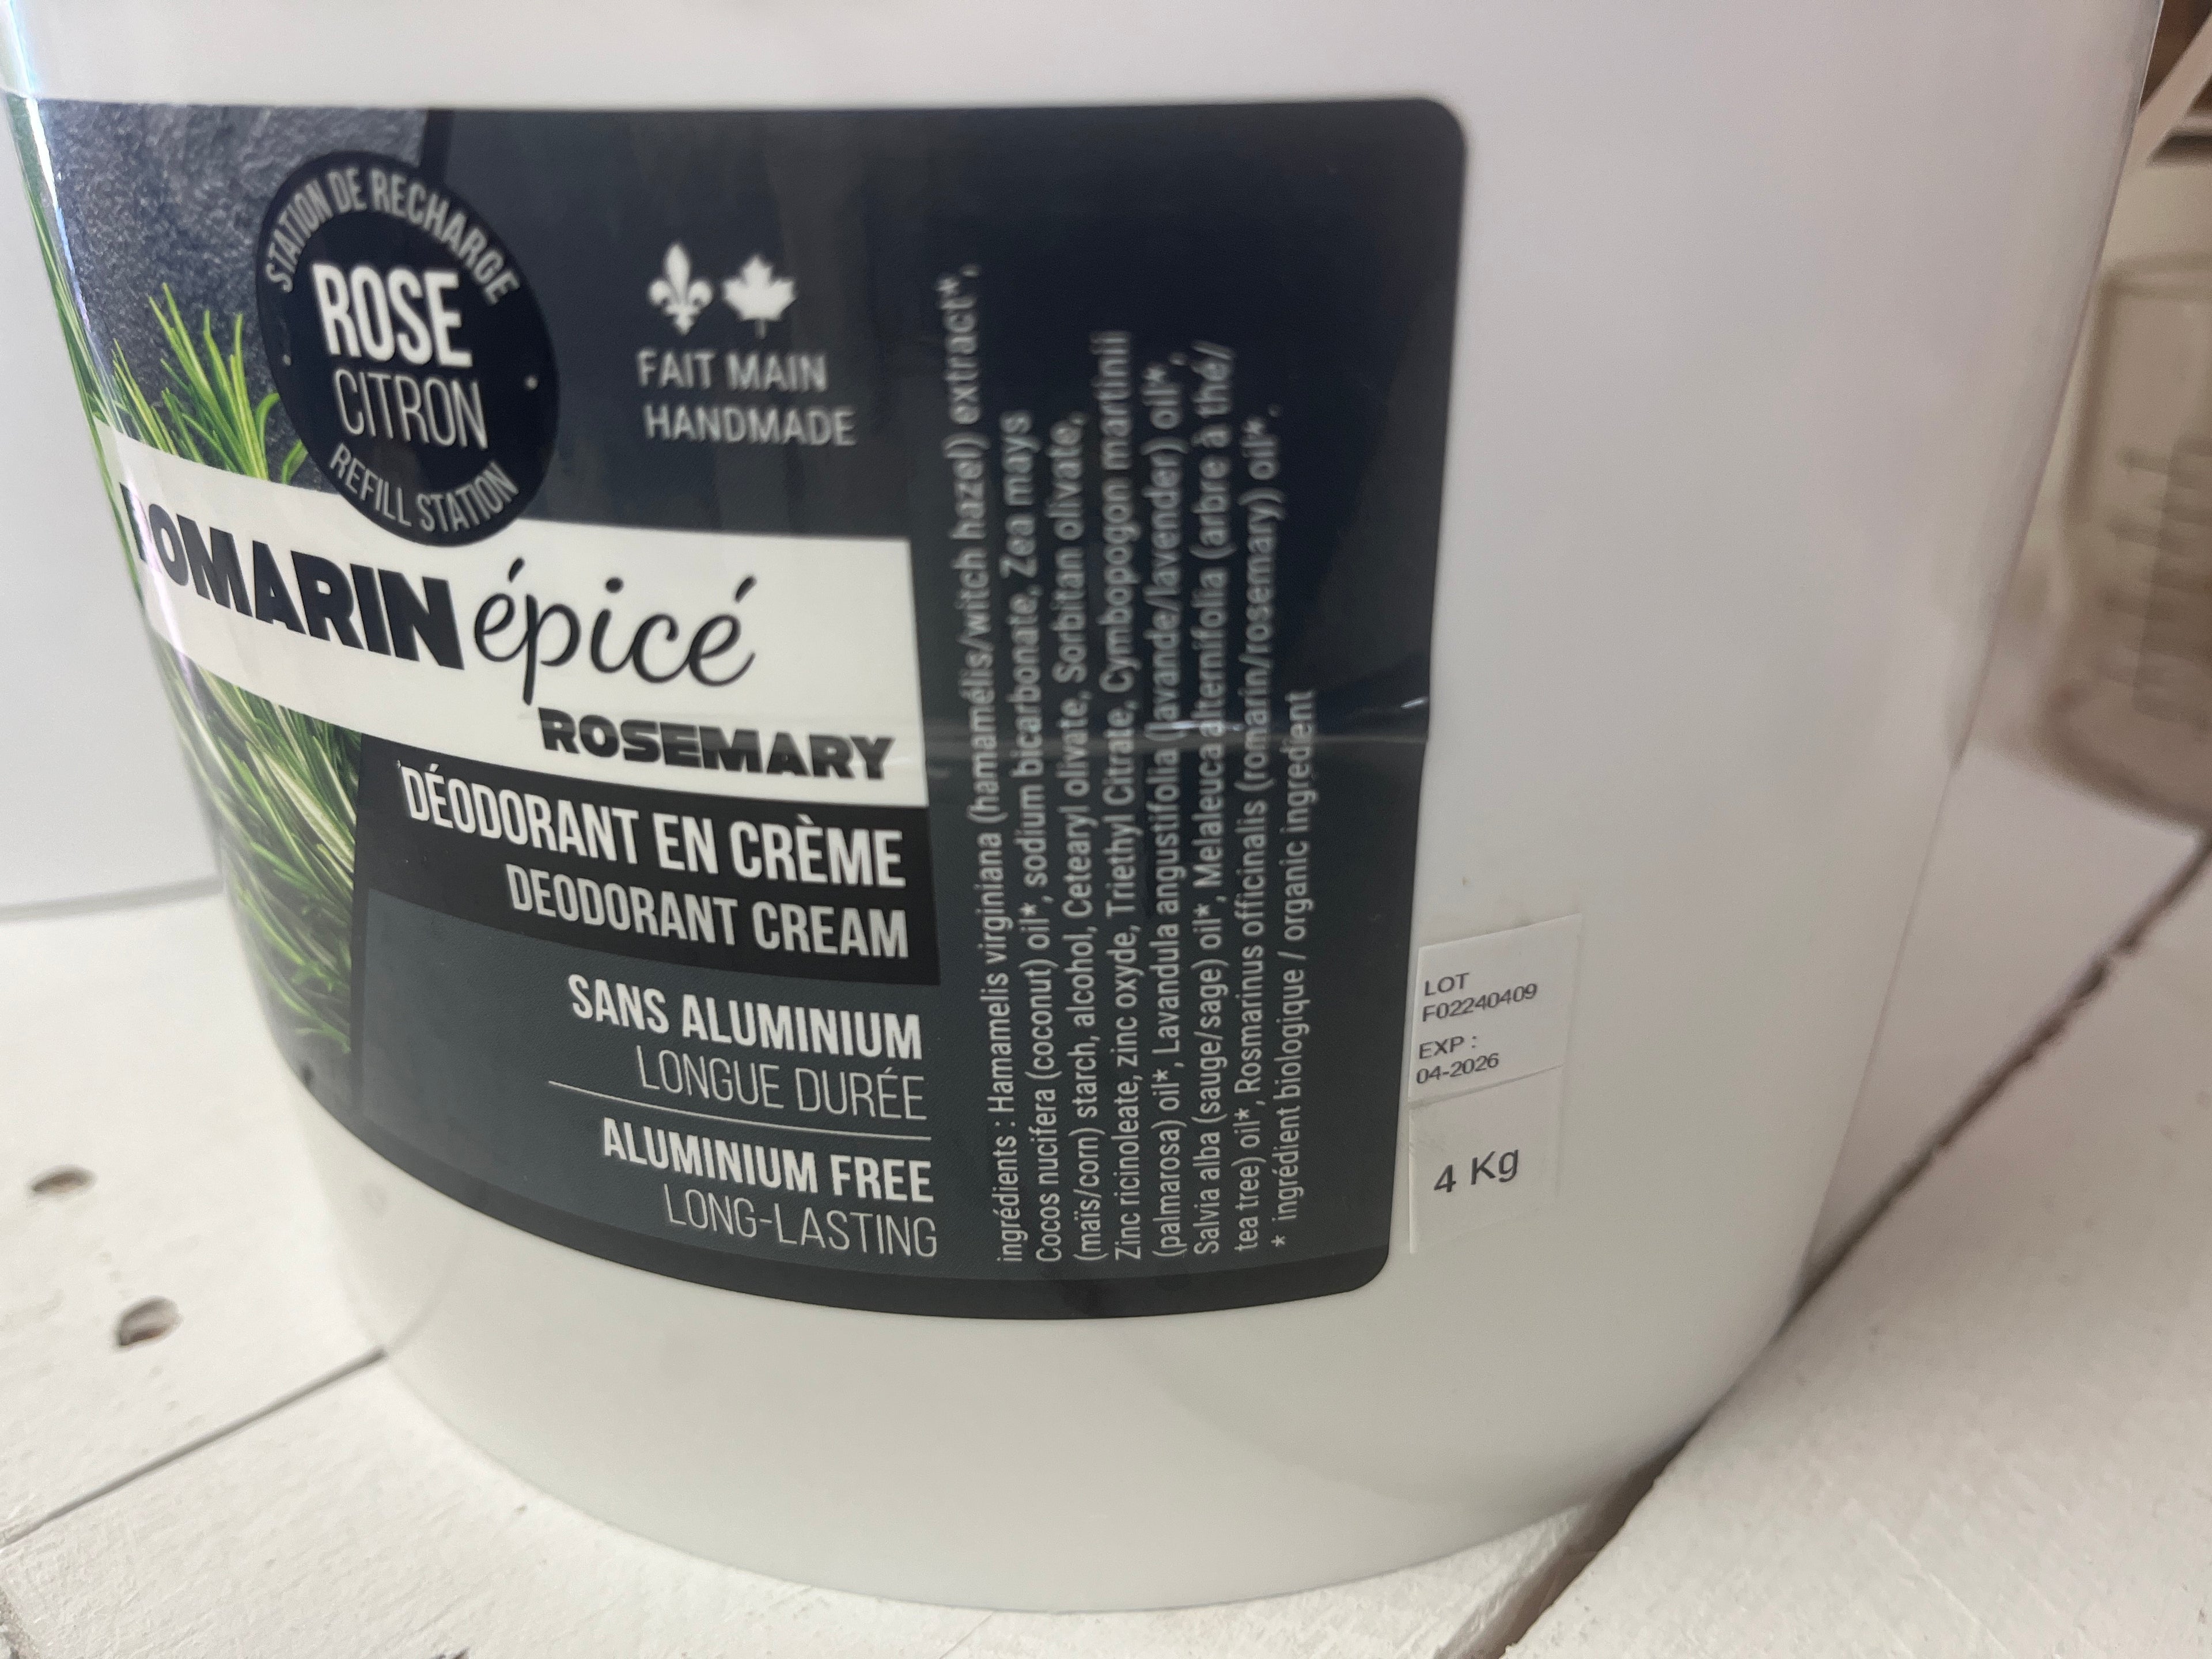 STATION DE RECHARGE
ROSE
CITRON
REFILL STATION
FAIT MAIN
HANDMADE
ROMARIN épicé
ROSEMARY
DÉODORANT EN CRÈME
DEODORANT CREAM
SANS ALUMINIUM
LONGUE DURÉE
ALUMINIUM FREE
LONG-LASTING
ingrédients : Hamamelis virginiana (hamamélis/witch hazel) extract*,
Cocos nucifera (coconut) oil*, sodium bicarbonate, Zea mays
(maïs/corn) starch, alcohol, Cetearyl olivate, Sorbitan olivate,
Zinc ricinoleate, zinc oxyde, Triethyl Citrate, Cymbopogon martinii
(palmarosa) oil*, Lavandula angustifolia (lavande/lavender) oil*,
Salvia alba (sauge/sage) oil*, Melaleuca alternifolia (arbre à thé/
tea tree) oil*, Rosmarinus officinalis (romarin/rosemary) oil*.
* ingrédient biologique / organic ingredient
LOT
F02240409
EXP :
04-2026
4 Kg